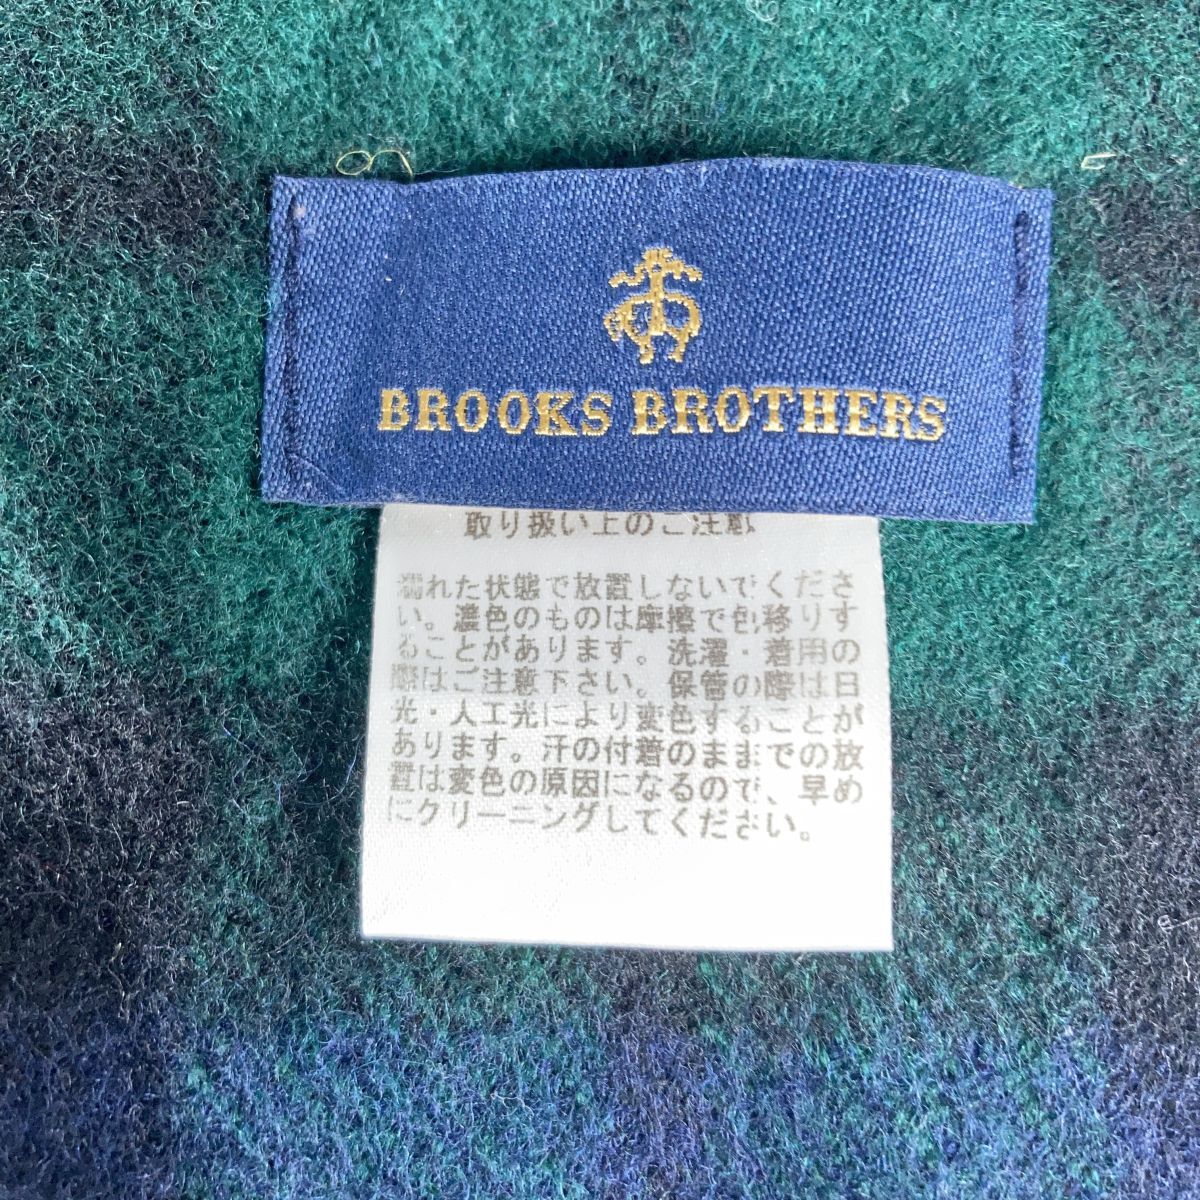 BROOKS BROTHERS
取り扱い上のご注意
濡れた状態で放置しないでくださ
い。濃色のものは摩擦で色移りす
ることがあります。洗濯・着用の
際はご注意下さい。保管の際は日
光・人工光により変色することが
あります。汗の付着のままでの放
置は変色の原因になるので、早め
にクリーニングしてください。